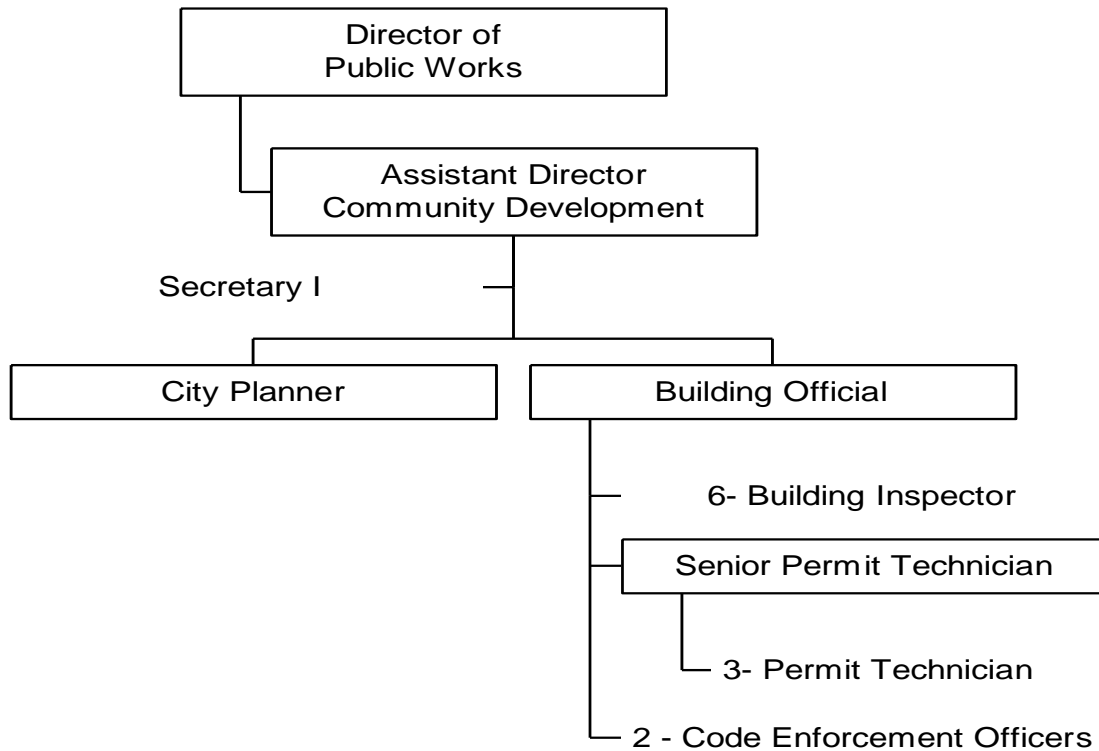 Director of
Public Works
Assistant Director
Community Development
Secretary I
City Planner
Building Official
6- Building Inspector
Senior Permit Technician
3- Permit Technician
2 - Code Enforcement Officers